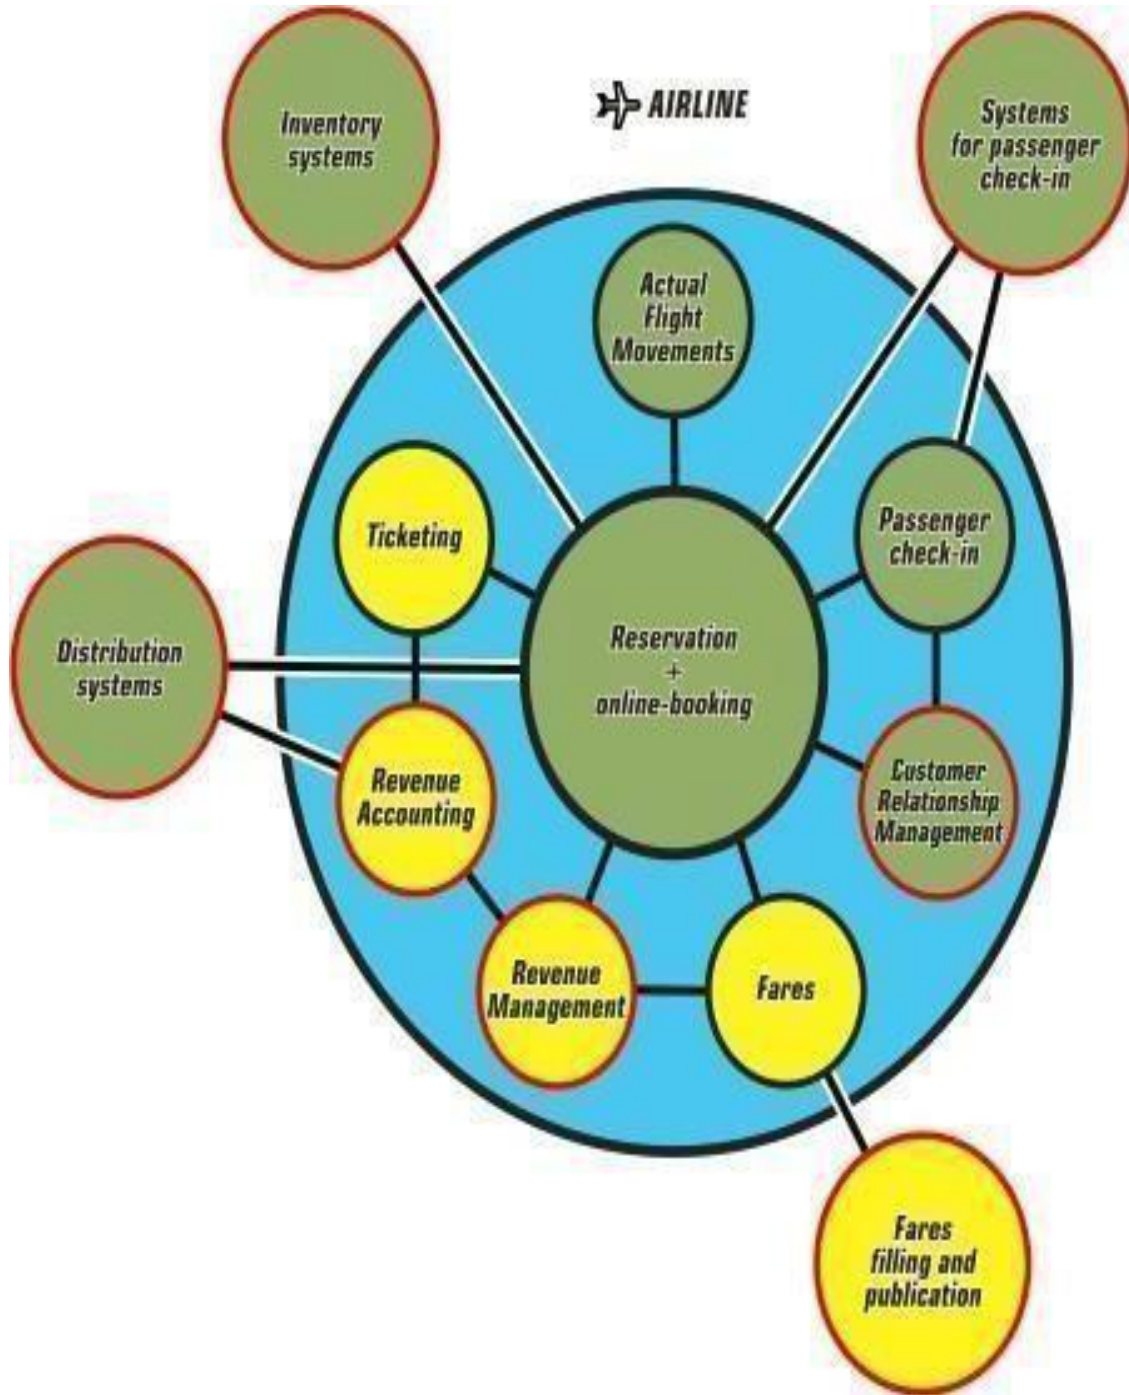 AIRLINE
Inventory
systems
Systems
for passenger
check-in
Actual
Flight
Movements
Ticketing
Passenger
check-in
Distribution
systems
Reservation
+
online-booking
Revenue
Accounting
Customer
Relationship
Management
Revenue
Management
Fares
Fares
filling and
publication